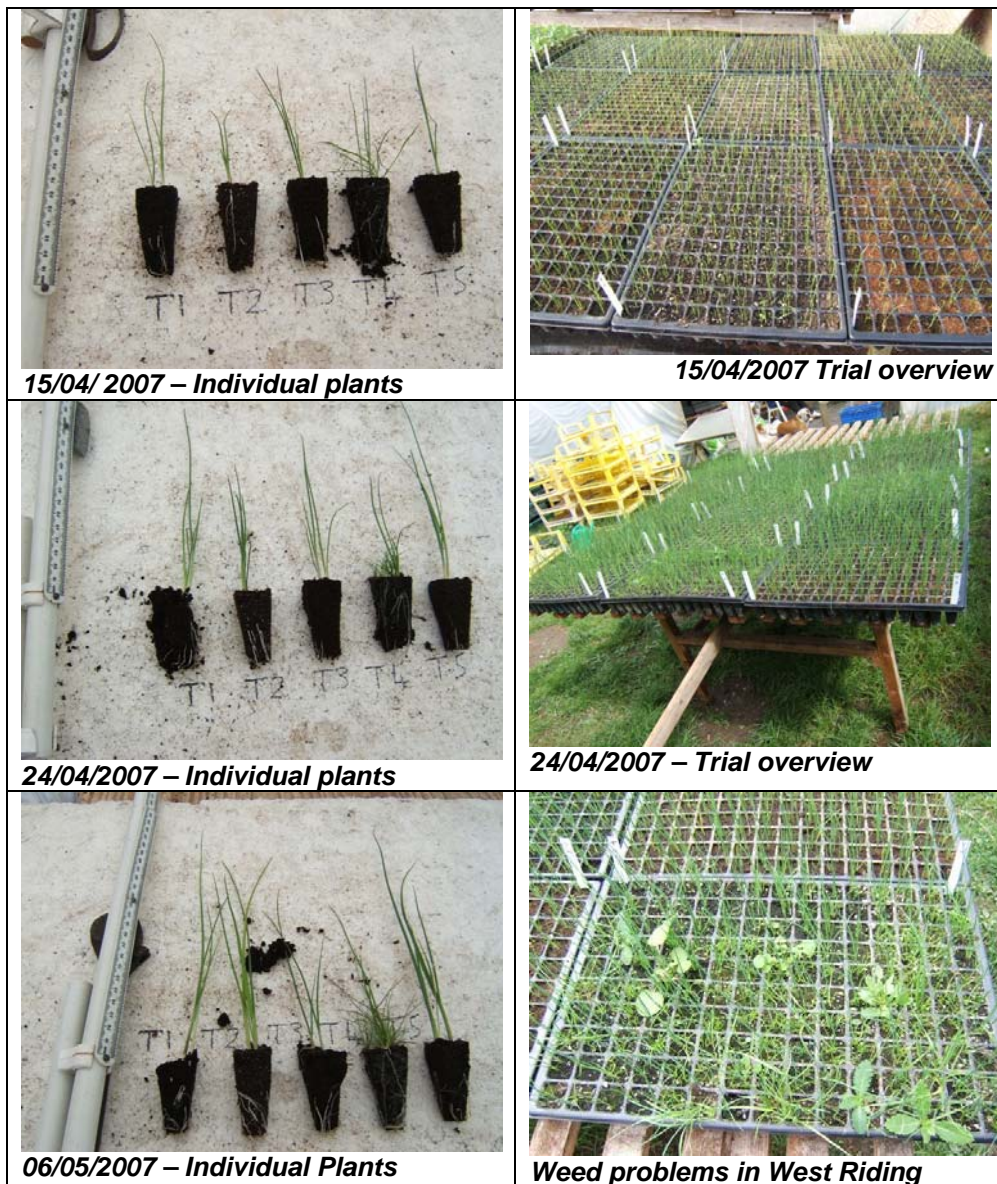 T1 T2 T3 T4 T5
15/04/ 2007 – Individual plants
15/04/2007 Trial overview
T1 T2 T3 T4 T5
24/04/2007 – Individual plants
24/04/2007 – Trial overview
T1 T2 T3 T4 T5
06/05/2007 – Individual Plants
Weed problems in West Riding